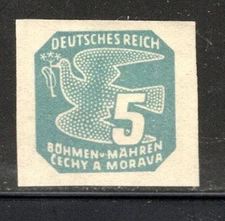 DEUTSCHES REICH
5
BÖHMEN u MÄHREN
ČECHY A MORAVA